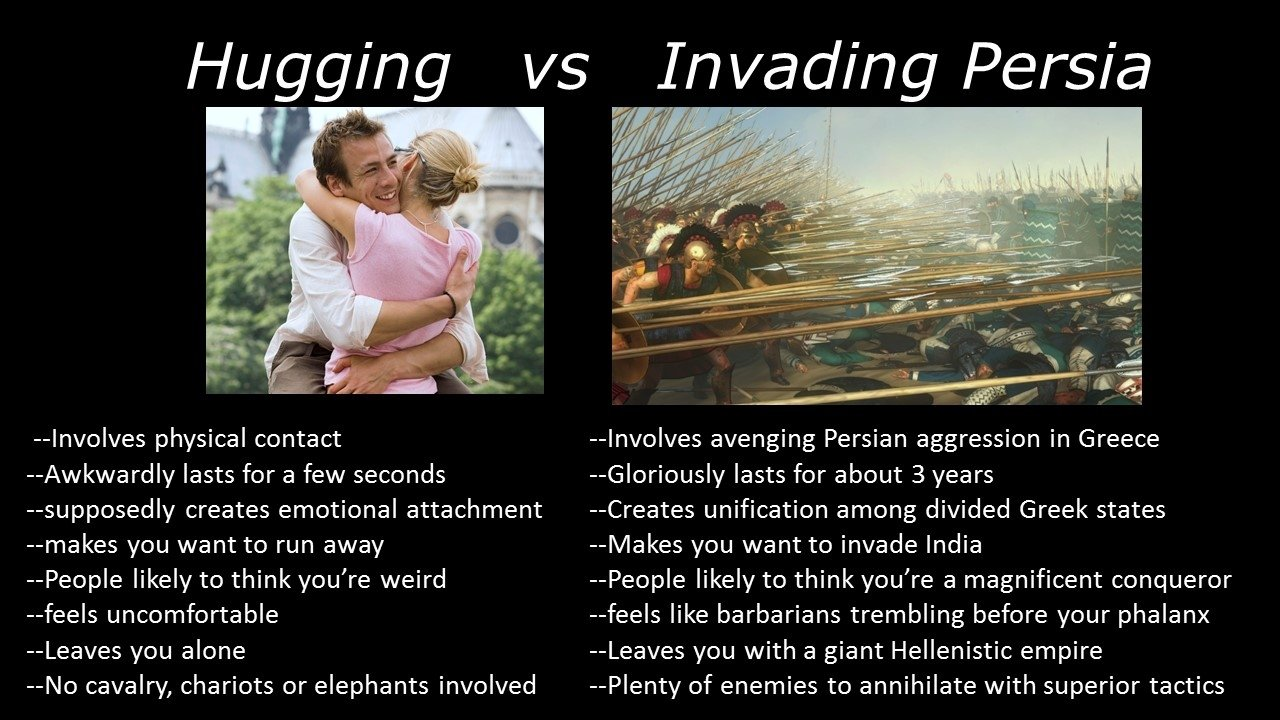 Hugging vs Invading Persia
--Involves physical contact
--Awkwardly lasts for a few seconds
--supposedly creates emotional attachment
--makes you want to run away
--People likely to think you’re weird
--feels uncomfortable
--Leaves you alone
--No cavalry, chariots or elephants involved
--Involves avenging Persian aggression in Greece
--Gloriously lasts for about 3 years
--Creates unification among divided Greek states
--Makes you want to invade India
--People likely to think you’re a magnificent conqueror
--feels like barbarians trembling before your phalanx
--Leaves you with a giant Hellenistic empire
--Plenty of enemies to annihilate with superior tactics